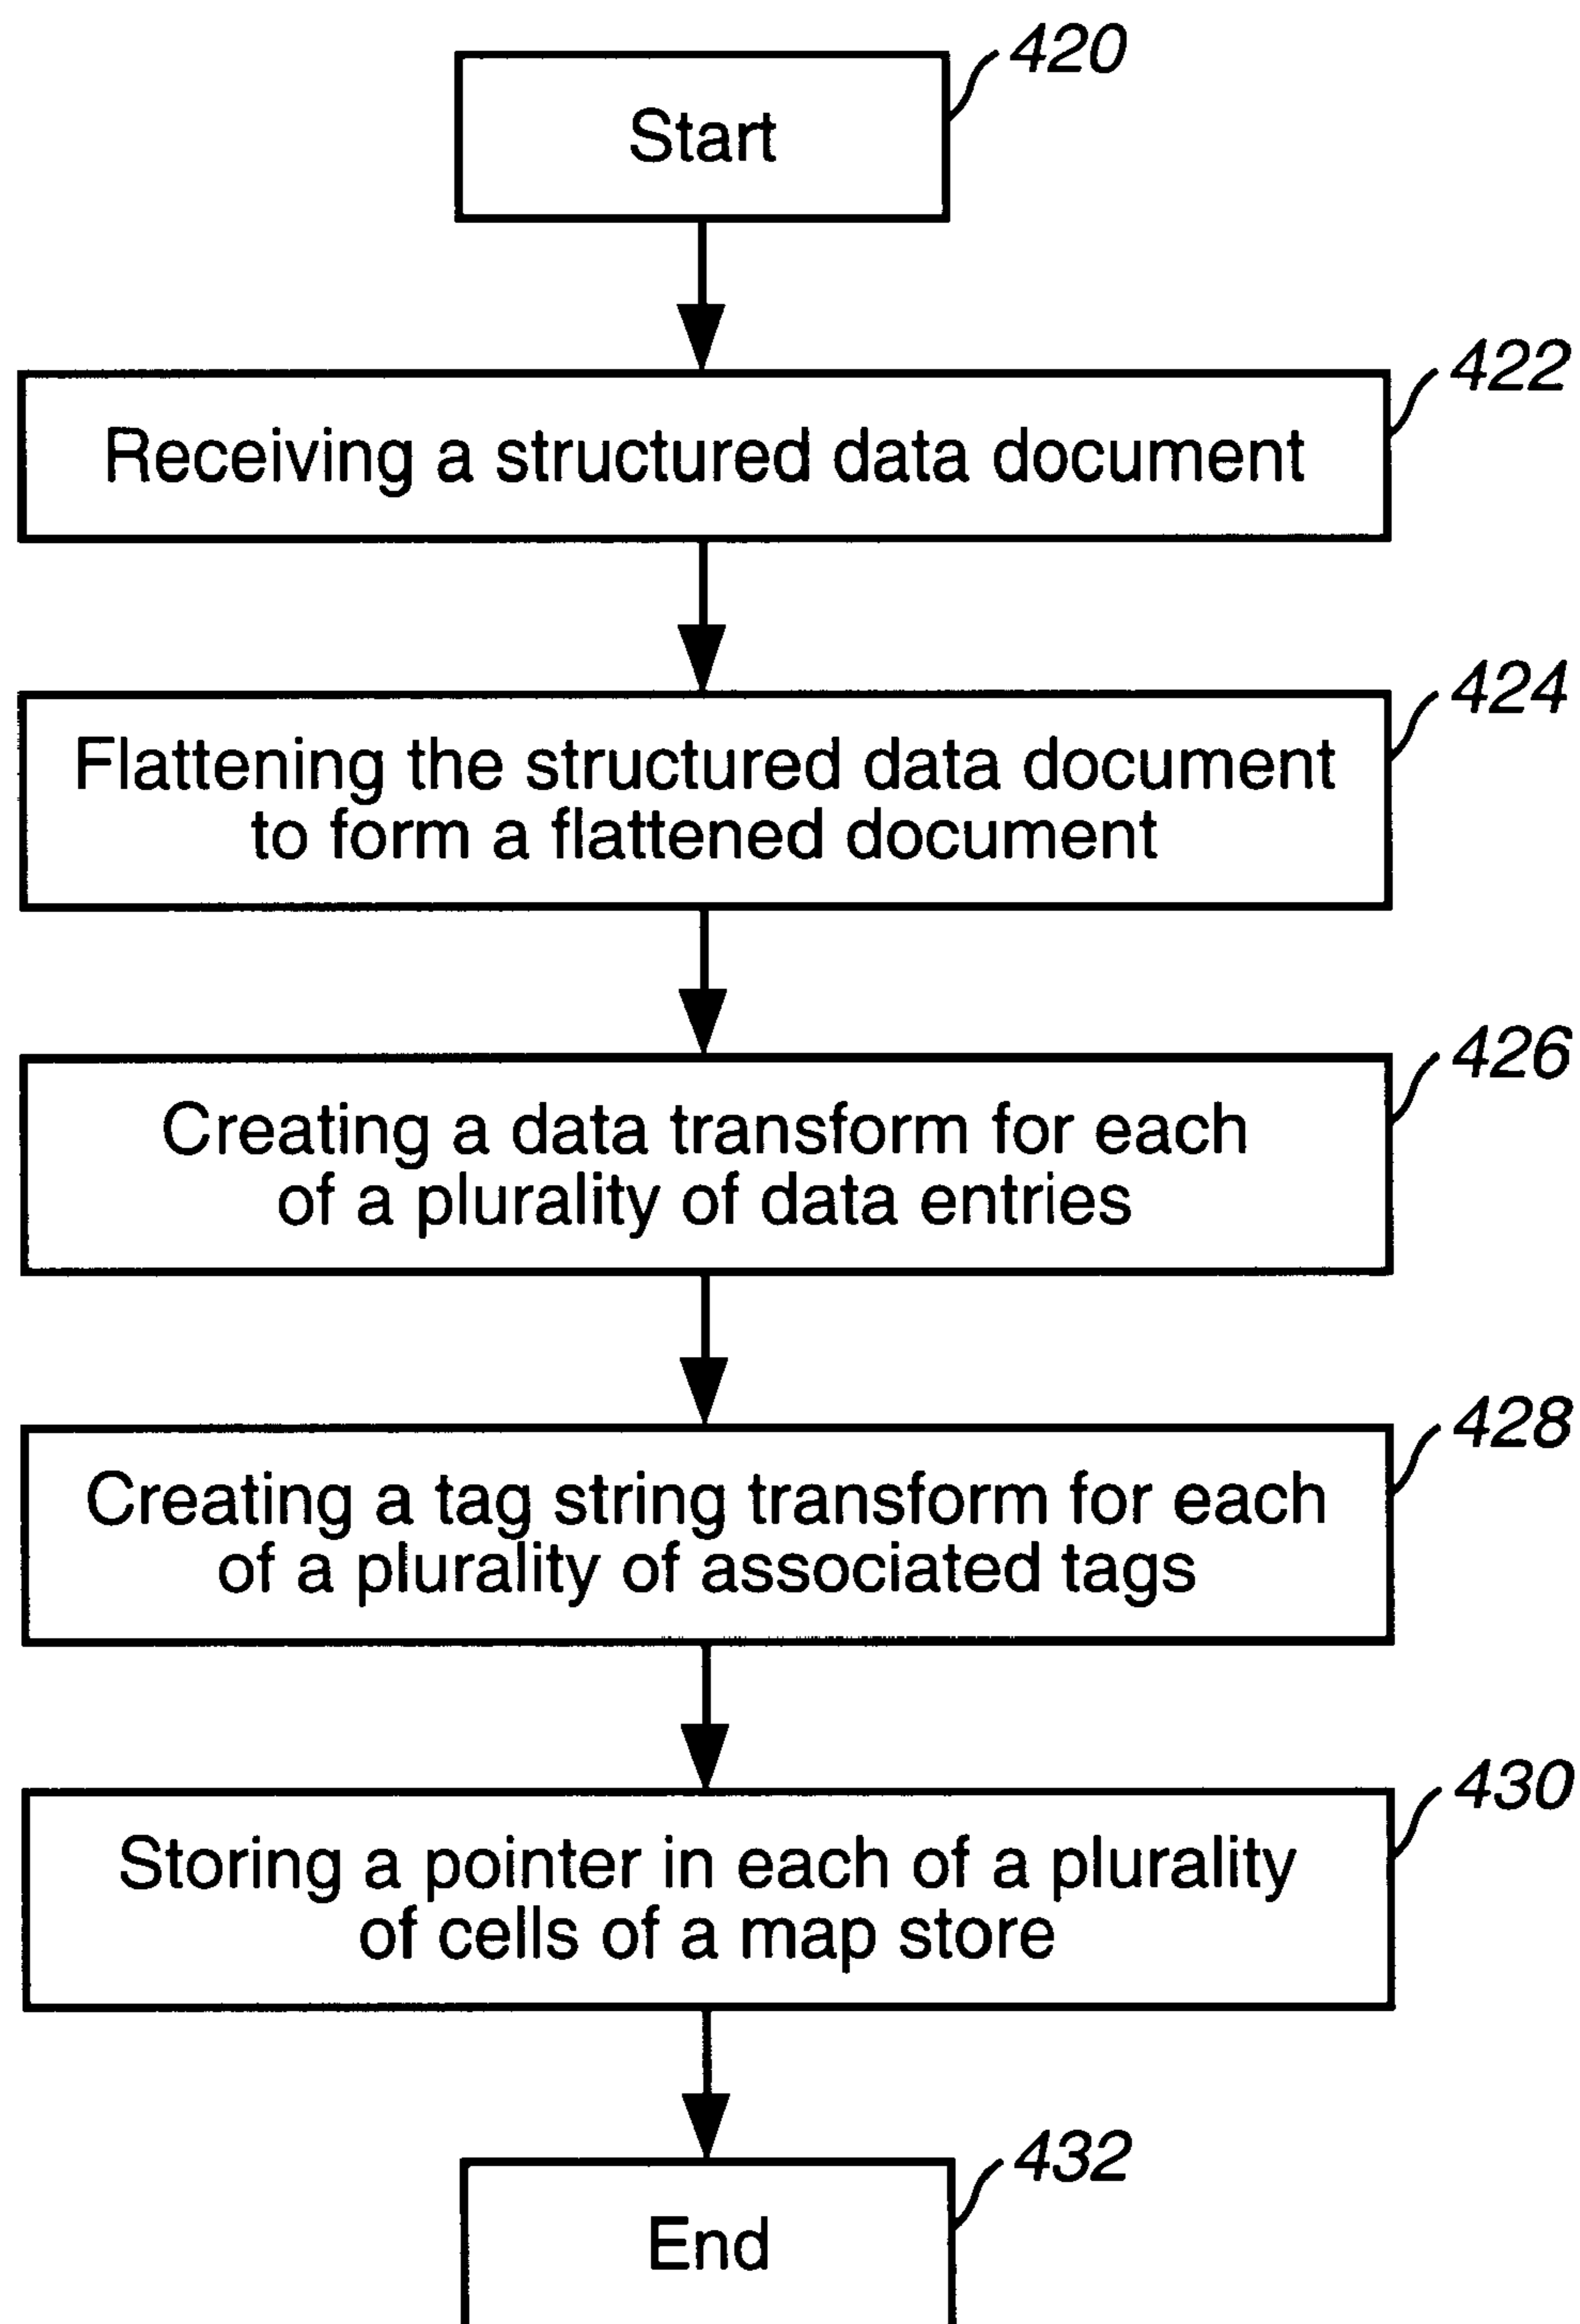 420
Start
422
Receiving a structured data document
424
Flattening the structured data document
to form a flattened document
426
Creating a data transform for each
of a plurality of data entries
428
Creating a tag string transform for each
of a plurality of associated tags
430
Storing a pointer in each of a plurality
of cells of a map store
432
End